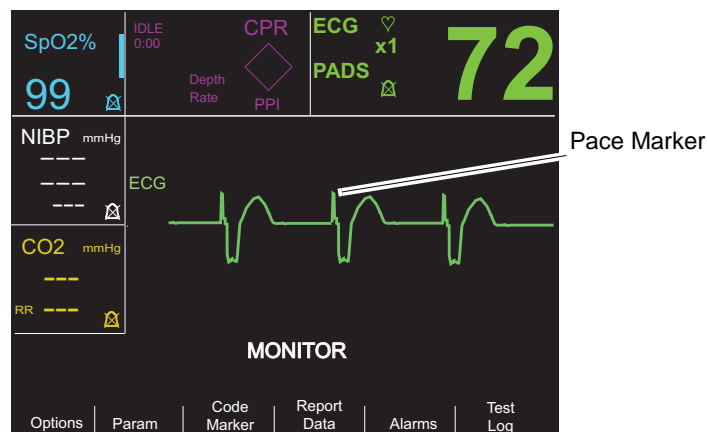 SpO2%
99
IDLE
0:00
CPR
Depth
Rate
PPI
ECG
x1
PADS
72
NIBP mmHg
---
---
---
ECG
Pace Marker
CO2 mmHg
---
RR ---
MONITOR
Options
Param
Code
Marker
Report
Data
Alarms
Test
Log